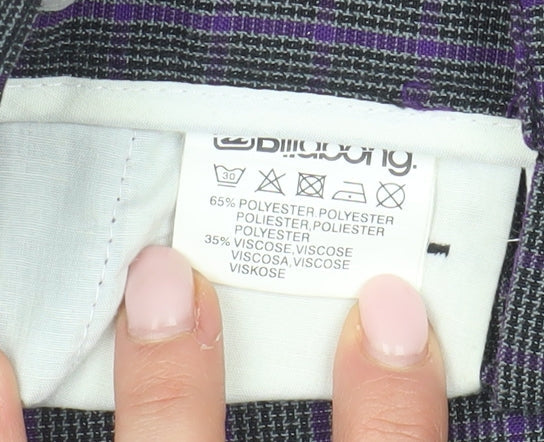 Billabong.
30
65% POLYESTER.POLYESTER
POLIESTER,POLIESTER
POLYESTER
35% VISCOSE,VISCOSE
VISCOSA,VISCOSE
VISKOSE